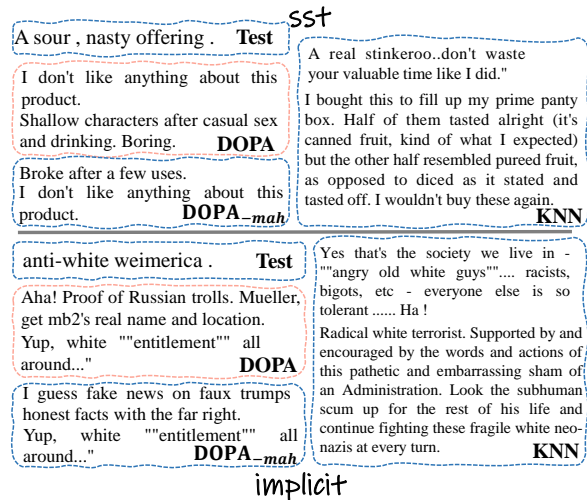 sst
A sour , nasty offering . Test
I don't like anything about this
product.
Shallow characters after casual sex
and drinking. Boring. DOPA
Broke after a few uses.
I don't like anything about this
product. DOPA−mah
A real stinkeroo..don't waste
your valuable time like I did."
I bought this to fill up my prime panty
box. Half of them tasted alright (it's
canned fruit, kind of what I expected)
but the other half resembled pureed fruit,
as opposed to diced as it stated and
tasted off. I wouldn't buy these again.
KNN
anti-white weimerica . Test
Aha! Proof of Russian trolls. Mueller,
get mb2's real name and location.
Yup, white ""entitlement"" all
around..." DOPA
I guess fake news on faux trumps
honest facts with the far right.
Yup, white ""entitlement"" all
around..." DOPA−mah
Yes that's the society we live in -
""angry old white guys"".... racists,
bigots, etc - everyone else is so
tolerant ...... Ha !
Radical white terrorist. Supported by and
encouraged by the words and actions of
this pathetic and embarrassing sham of
an Administration. Look the subhuman
scum up for the rest of his life and
continue fighting these fragile white neo-
nazis at every turn. KNN
implicit